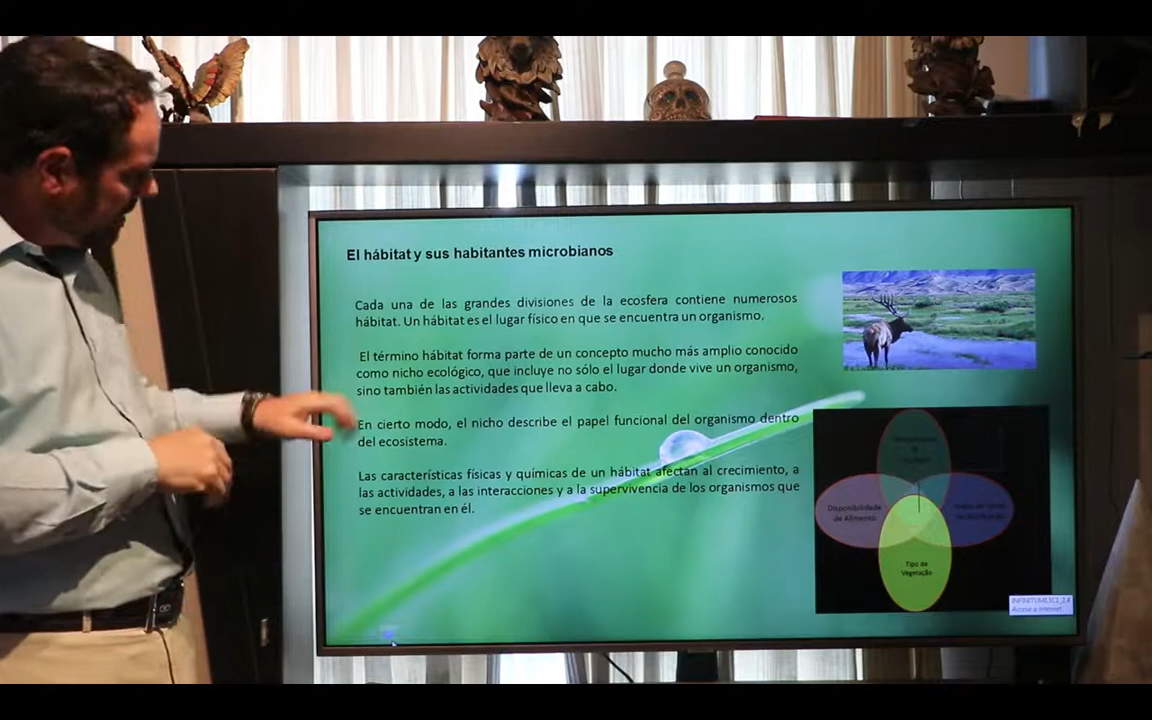 El hábitat y sus habitantes microbianos
Cada una de las grandes divisiones de la ecosfera contiene numerosos
hábitat. Un hábitat es el lugar físico en que se encuentra un organismo.
El término hábitat forma parte de un concepto mucho más amplio conocido
como nicho ecológico, que incluye no sólo el lugar donde vive un organismo,
sino también las actividades que lleva a cabo.
En cierto modo, el nicho describe el papel funcional del organismo dentro
del ecosistema.
Las características físicas y químicas de un hábitat afectan al crecimiento, a
las actividades, a las interacciones y a la supervivencia de los organismos que
se encuentran en él.
Disponibilidade
de Alimento
Tipo de
Vegetação
Acceso a Internet